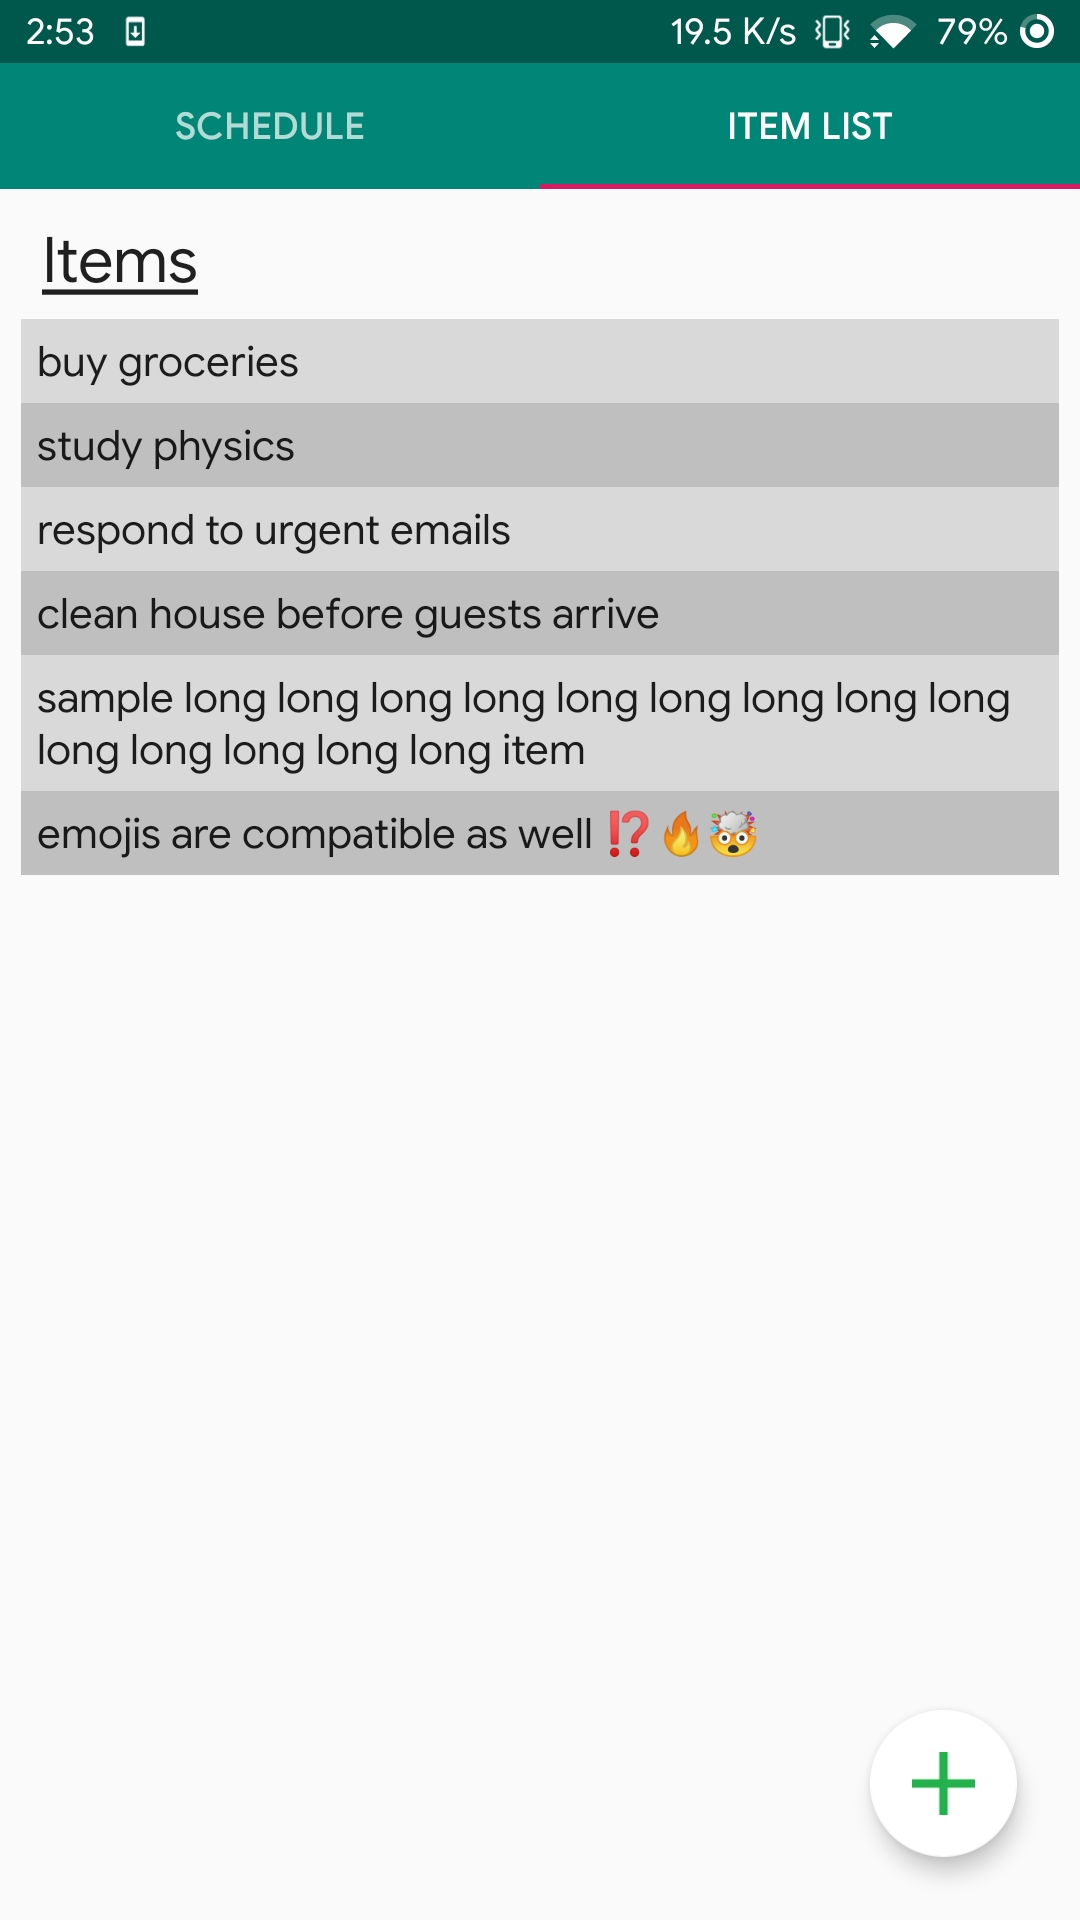 2:53 19.5 K/s 79%
SCHEDULE ITEM LIST
Items
buy groceries
study physics
respond to urgent emails
clean house before guests arrive
sample long long long long long long long long long
long long long long long item
emojis are compatible as well ⁉️🔥🤯